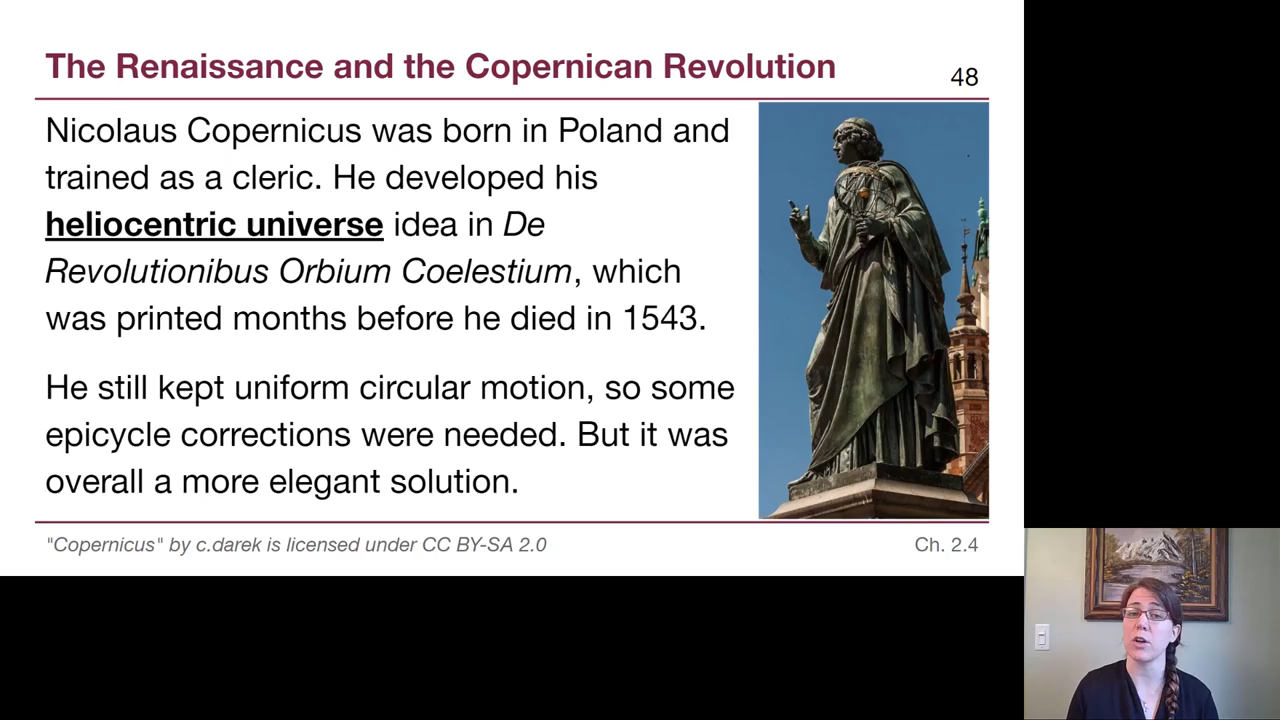 The Renaissance and the Copernican Revolution
48
Nicolaus Copernicus was born in Poland and
trained as a cleric. He developed his
heliocentric universe idea in De
Revolutionibus Orbium Coelestium, which
was printed months before he died in 1543.
He still kept uniform circular motion, so some
epicycle corrections were needed. But it was
overall a more elegant solution.
"Copernicus" by c.darek is licensed under CC BY-SA 2.0
Ch. 2.4